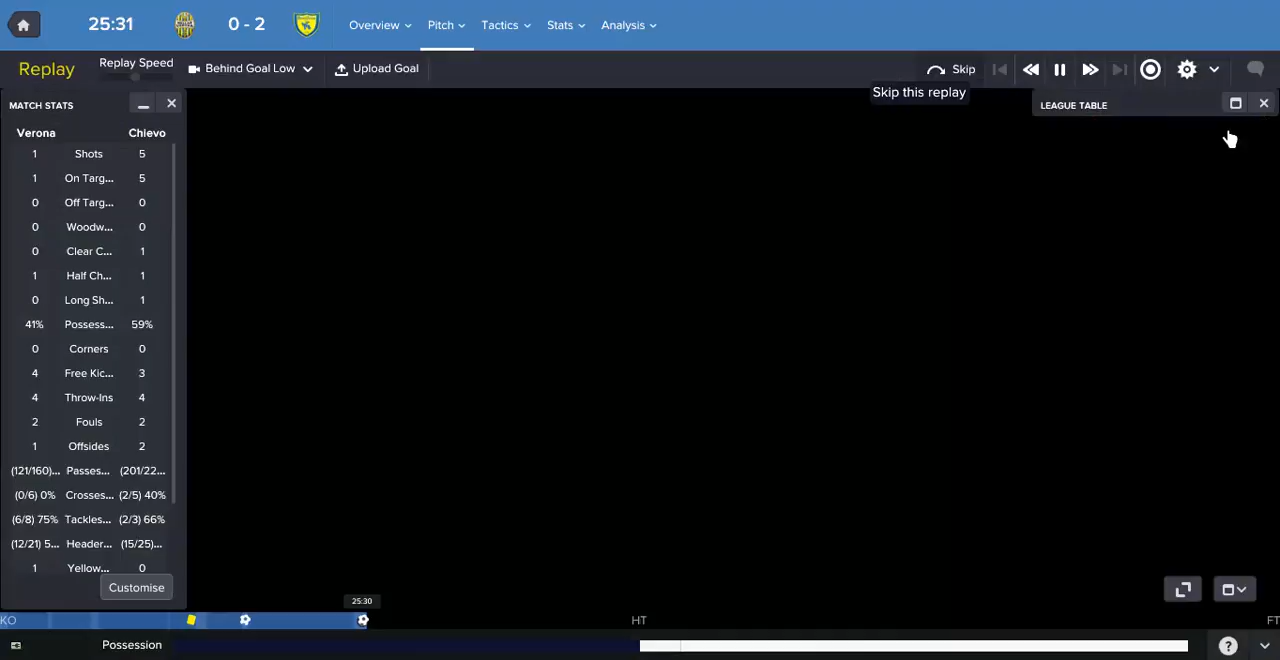 25:31 0 - 2 Overview Pitch Tactics Stats Analysis
Replay Replay Speed Behind Goal Low Upload Goal Skip
Skip this replay
MATCH STATS LEAGUE TABLE
Verona Chievo
1 Shots 5
1 On Targ... 5
0 Off Targ... 0
0 Woodw... 0
0 Clear C... 1
1 Half Ch... 1
0 Long Sh... 1
41% Possess... 59%
0 Corners 0
4 Free Kic... 3
4 Throw-Ins 4
2 Fouls 2
1 Offsides 2
(121/160)... Passes... (201/22...
(0/6) 0% Crosses... (2/5) 40%
(6/8) 75% Tackles... (2/3) 66%
(12/21) 5... Header... (15/25)...
1 Yellow... 0
Customise
25:30
KO HT FT
Possession ?